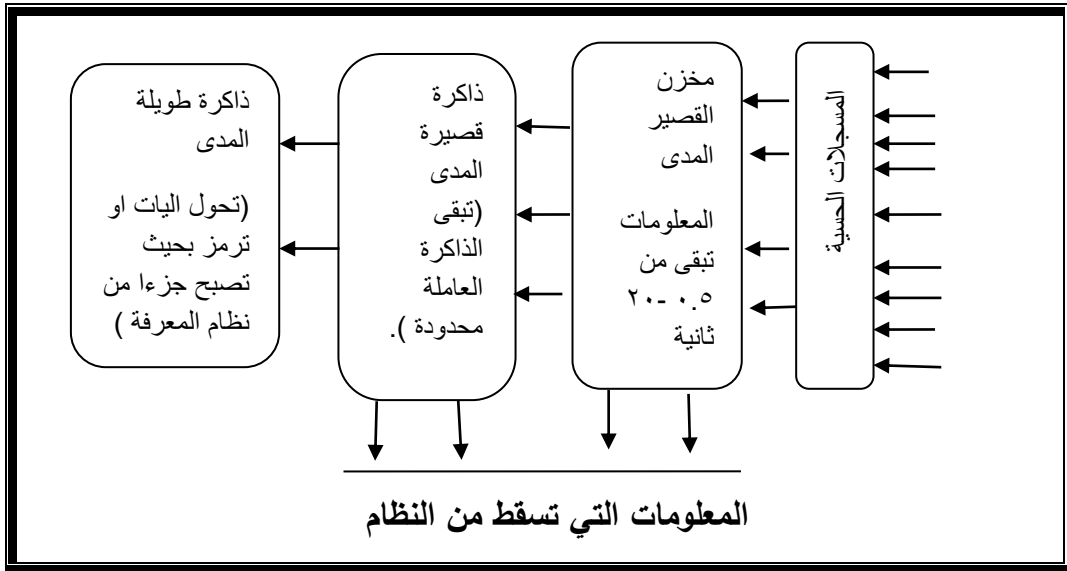 المسجلات الحسية
مخزن
القصير
المدى
المعلومات
تبقى من
٠.٥ -٢٠
ثانية
ذاكرة
قصيرة
المدى
(تبقى
الذاكرة
العاملة
محدودة ).
ذاكرة طويلة
المدى
(تحول اليات او
ترمز بحيث
تصبح جزءا من
نظام المعرفة )
المعلومات التي تسقط من النظام